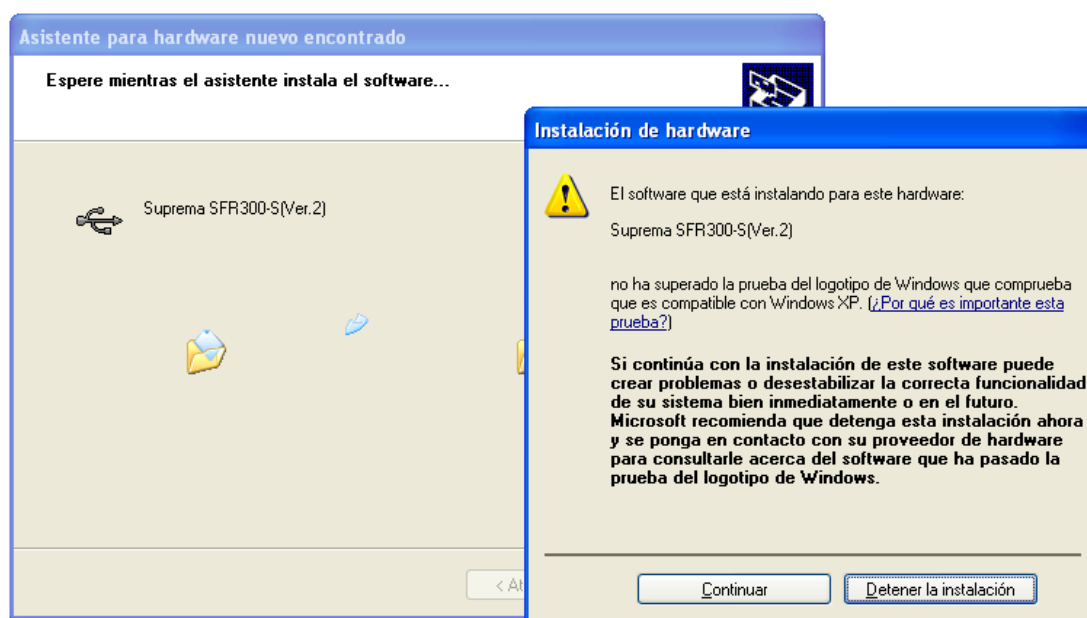 Asistente para hardware nuevo encontrado
Espere mientras el asistente instala el software...
Suprema SFR300-S(Ver.2)
< At
Instalación de hardware
El software que está instalando para este hardware:
Suprema SFR300-S(Ver.2)
no ha superado la prueba del logotipo de Windows que comprueba
que es compatible con Windows XP. (¿Por qué es importante esta
prueba?)
Si continúa con la instalación de este software puede
crear problemas o desestabilizar la correcta funcionalidad
de su sistema bien inmediatamente o en el futuro.
Microsoft recomienda que detenga esta instalación ahora
y se ponga en contacto con su proveedor de hardware
para consultarle acerca del software que ha pasado la
prueba del logotipo de Windows.
Continuar
Detener la instalación